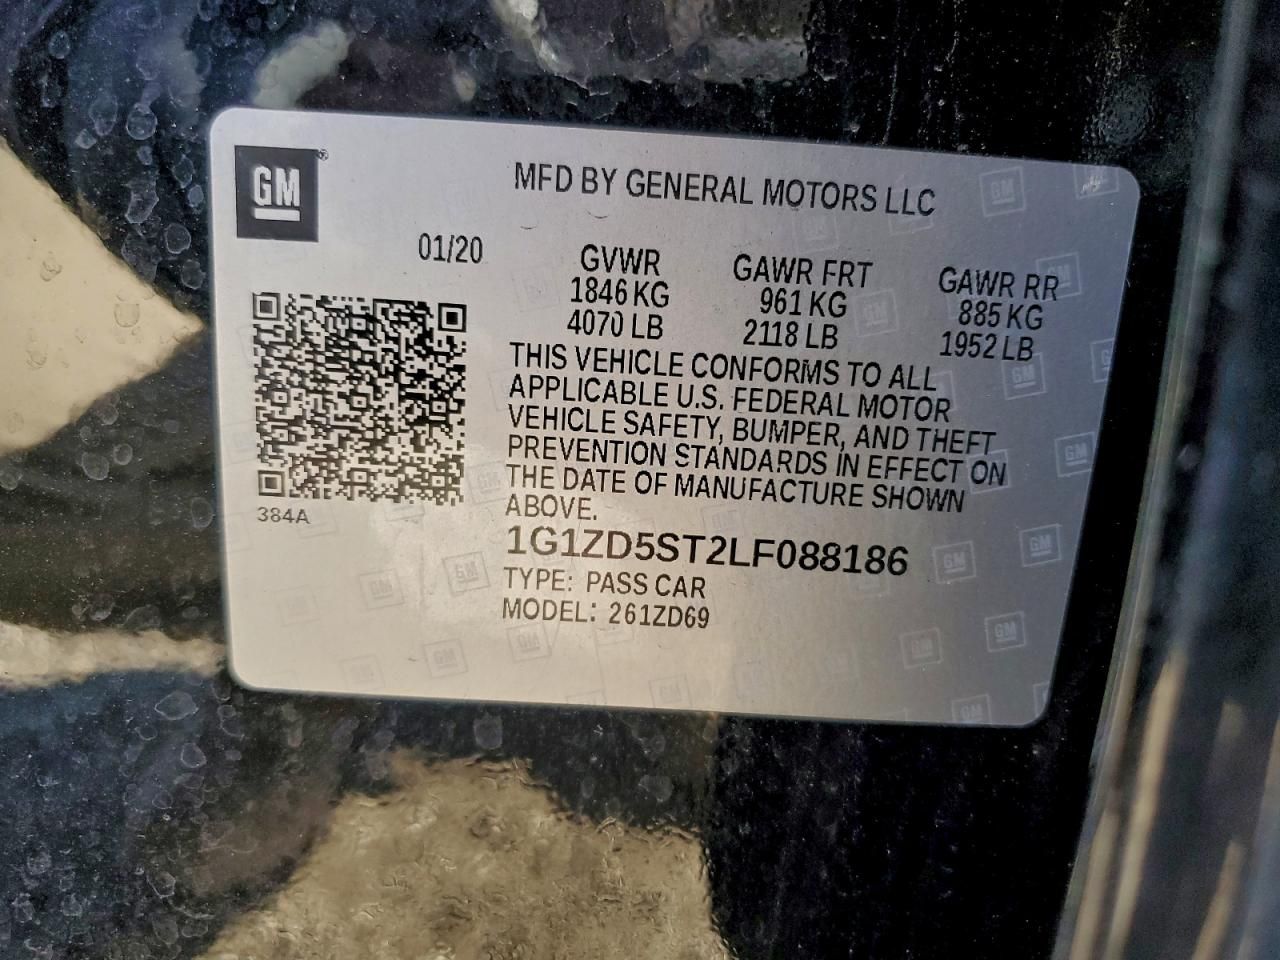 GM
MFD BY GENERAL MOTORS LLC
01/20
GVWR GAWR FRT GAWR RR
1846 KG 961 KG 885 KG
4070 LB 2118 LB 1952 LB
THIS VEHICLE CONFORMS TO ALL
APPLICABLE U.S. FEDERAL MOTOR
VEHICLE SAFETY, BUMPER, AND THEFT
PREVENTION STANDARDS IN EFFECT ON
THE DATE OF MANUFACTURE SHOWN
ABOVE.
384A
1G1ZD5ST2LF088186
TYPE: PASS CAR
MODEL: 261ZD69